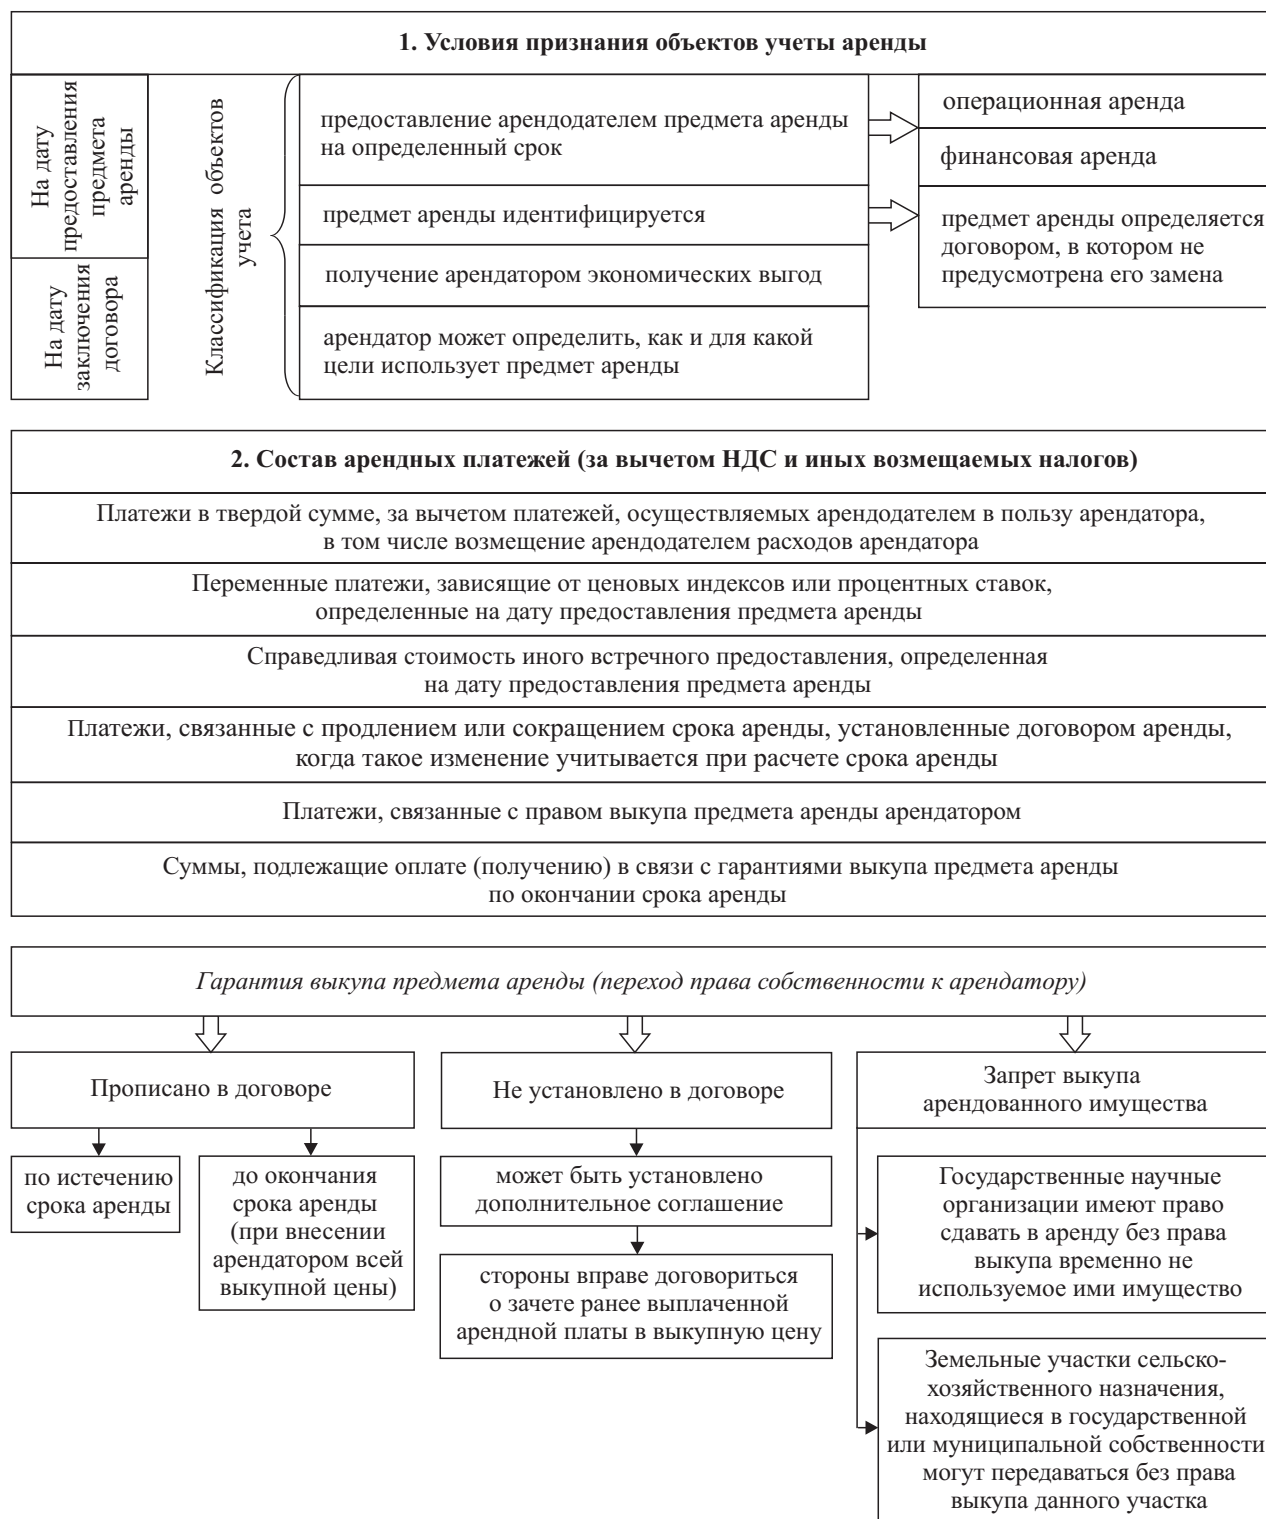 1. Условия признания объектов учеты аренды
На дату
предоставления
предмета
аренды
На дату
заключения
договора
Классификация объектов
учета
предоставление арендодателем предмета аренды
на определенный срок
предмет аренды идентифицируется
получение арендатором экономических выгод
арендатор может определить, как и для какой
цели использует предмет аренды
операционная аренда
финансовая аренда
предмет аренды определяется
договором, в котором не
предусмотрена его замена
2. Состав арендных платежей (за вычетом НДС и иных возмещаемых налогов)
Платежи в твердой сумме, за вычетом платежей, осуществляемых арендодателем в пользу арендатора,
в том числе возмещение арендодателем расходов арендатора
Переменные платежи, зависящие от ценовых индексов или процентных ставок,
определенные на дату предоставления предмета аренды
Справедливая стоимость иного встречного предоставления, определенная
на дату предоставления предмета аренды
Платежи, связанные с продлением или сокращением срока аренды, установленные договором аренды,
когда такое изменение учитывается при расчете срока аренды
Платежи, связанные с правом выкупа предмета аренды арендатором
Суммы, подлежащие оплате (получению) в связи с гарантиями выкупа предмета аренды
по окончании срока аренды
Гарантия выкупа предмета аренды (переход права собственности к арендатору)
Прописано в договоре
по истечению
срока аренды
до окончания
срока аренды
(при внесении
арендатором всей
выкупной цены)
Не установлено в договоре
может быть установлено
дополнительное соглашение
стороны вправе договориться
о зачете ранее выплаченной
арендной платы в выкупную цену
Запрет выкупа
арендованного имущества
Государственные научные
организации имеют право
сдавать в аренду без права
выкупа временно не
используемое ими имущество
Земельные участки сельско-
хозяйственного назначения,
находящиеся в государственной
или муниципальной собственности
могут передаваться без права
выкупа данного участка